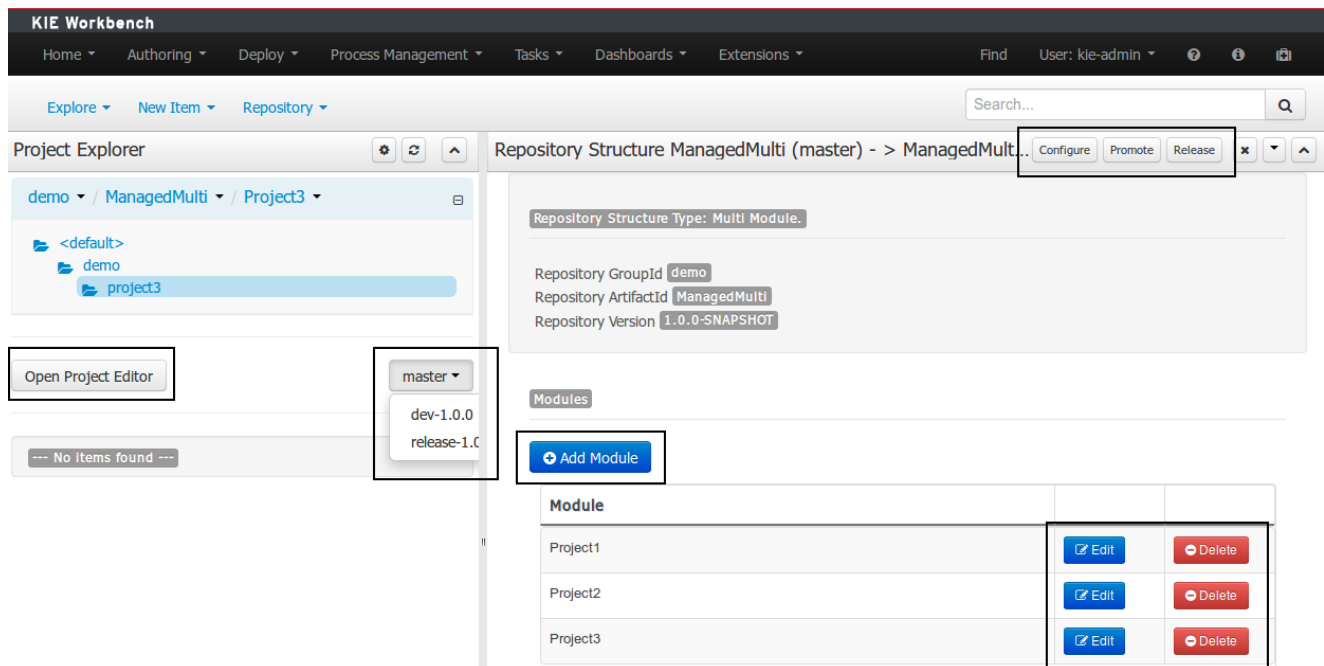 KIE Workbench
Home Authoring Deploy Process Management Tasks Dashboards Extensions Find User: kie-admin
Explore New Item Repository Search...
Project Explorer
demo / ManagedMulti / Project3
<default>
demo
project3
Open Project Editor
master
dev-1.0.0
release-1.0
--- No items found ---
Repository Structure ManagedMulti (master) - > ManagedMult... Configure Promote Release
Repository Structure Type: Multi Module.
Repository GroupId demo
Repository ArtifactId ManagedMulti
Repository Version 1.0.0-SNAPSHOT
Modules
Add Module
Module
Project1 Edit Delete
Project2 Edit Delete
Project3 Edit Delete